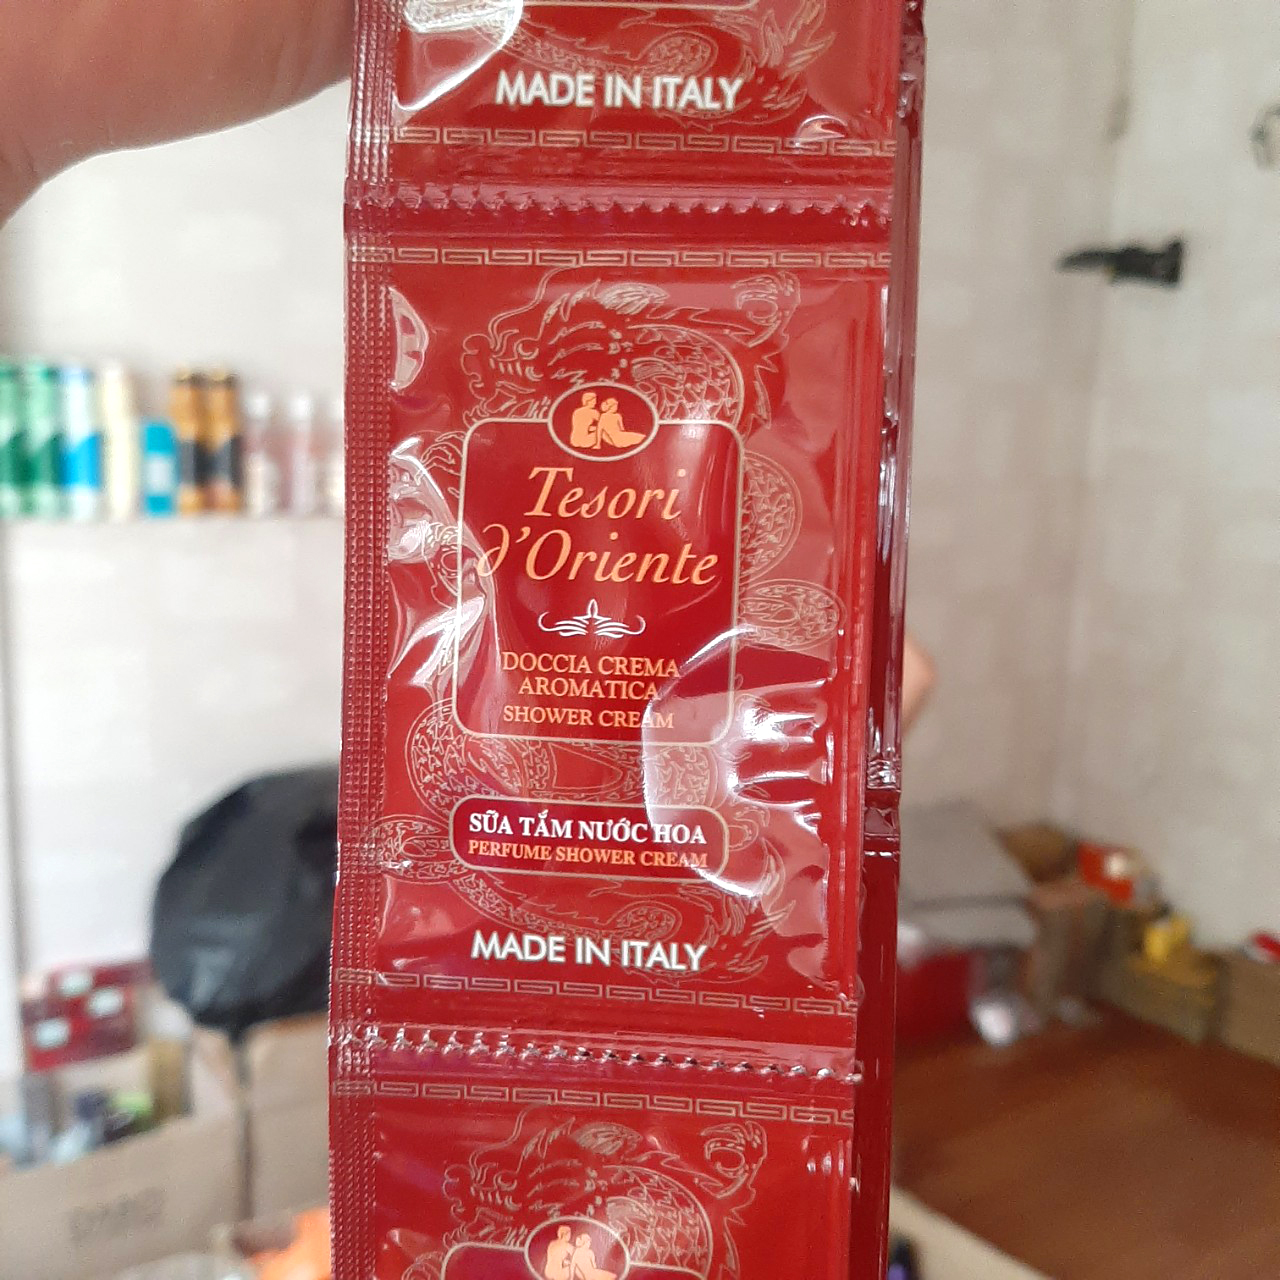 MADE IN ITALY
Tesori
d'Oriente
DOCCIA CREMA
AROMATICA
SHOWER CREAM
SỮA TẮM NƯỚC HOA
PERFUME SHOWER CREAM
MADE IN ITALY